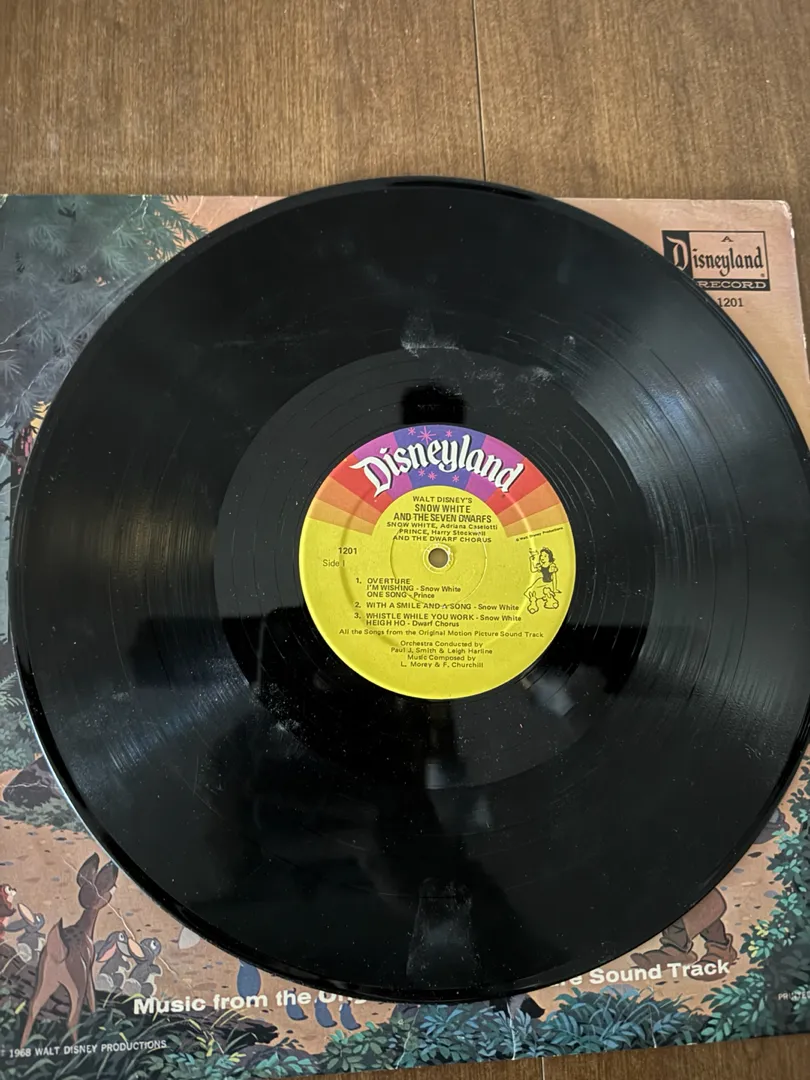 A
Disneyland
RECORD
1201
Disneyland
WALT DISNEY'S
SNOW WHITE
AND THE SEVEN DWARFS
SNOW WHITE, Adriana Caselotti
PRINCE, Harry Stockwell
AND THE DWARF CHORUS
© Walt Disney Productions
1201
Side I
1. OVERTURE
I'M WISHING - Snow White
ONE SONG - Prince
2. WITH A SMILE AND A SONG - Snow White
3. WHISTLE WHILE YOU WORK - Snow White
HEIGH HO - Dwarf Chorus
All the Songs from the Original Motion Picture Sound Track
Orchestra Conducted by
Paul J. Smith & Leigh Harline
Music Composed by
L. Morey & F. Churchill
Music from the Sound Track
1968 WALT DISNEY PRODUCTIONS